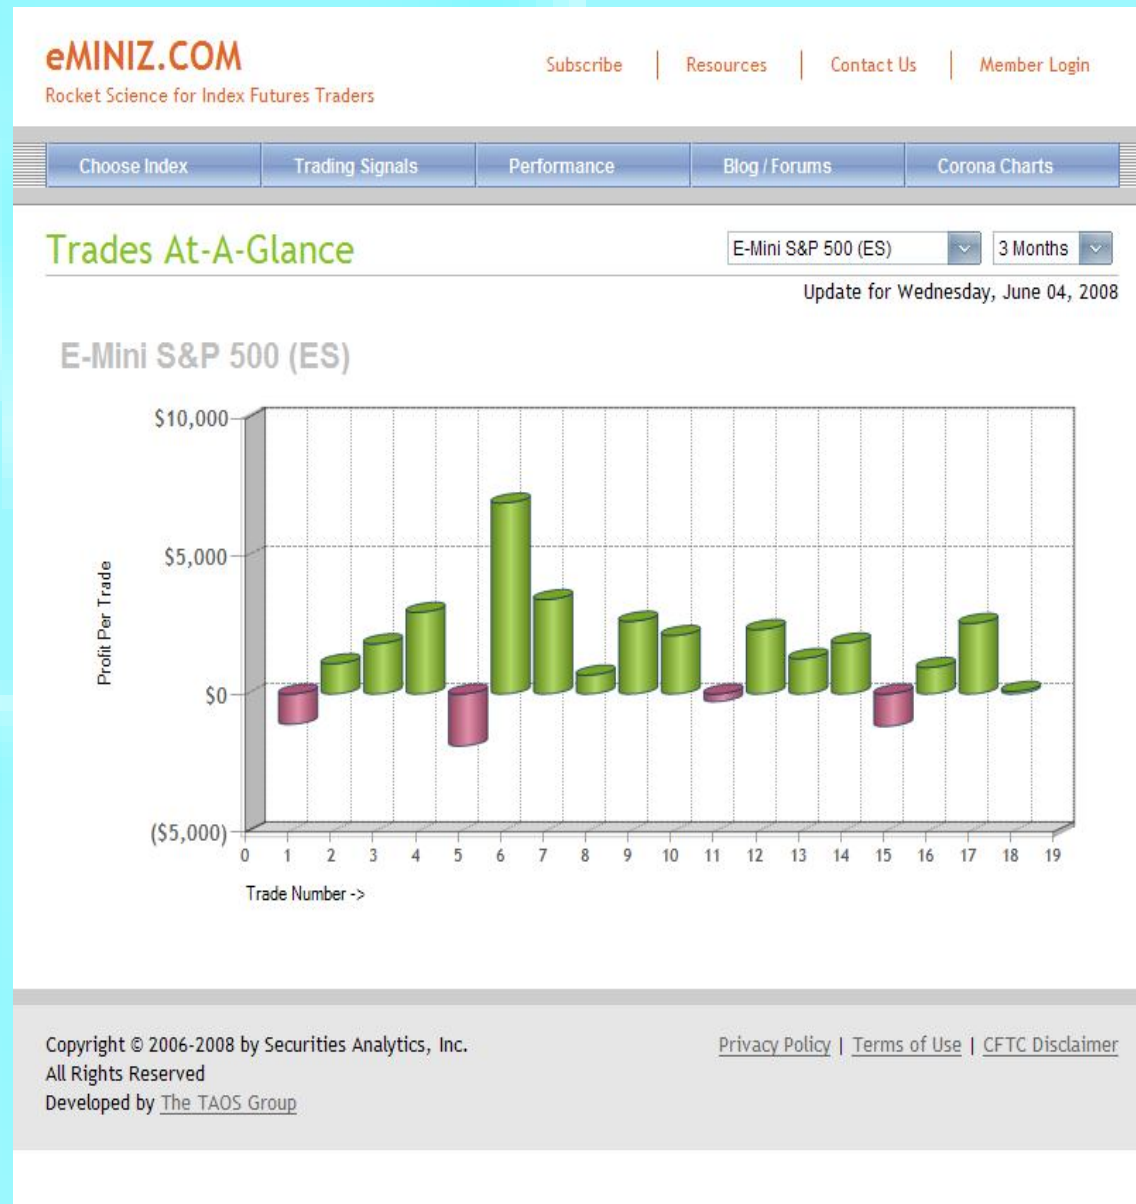 eMINIZ.COM
Rocket Science for Index Futures Traders
Subscribe | Resources | Contact Us | Member Login
Choose Index Trading Signals Performance Blog / Forums Corona Charts
Trades At-A-Glance
E-Mini S&P 500 (ES) 3 Months
Update for Wednesday, June 04, 2008
E-Mini S&P 500 (ES)
$10,000
$5,000
Profit Per Trade
$0
($5,000)
0 1 2 3 4 5 6 7 8 9 10 11 12 13 14 15 16 17 18 19
Trade Number ->
Copyright © 2006-2008 by Securities Analytics, Inc.
All Rights Reserved
Developed by The TAOS Group
Privacy Policy | Terms of Use | CFTC Disclaimer